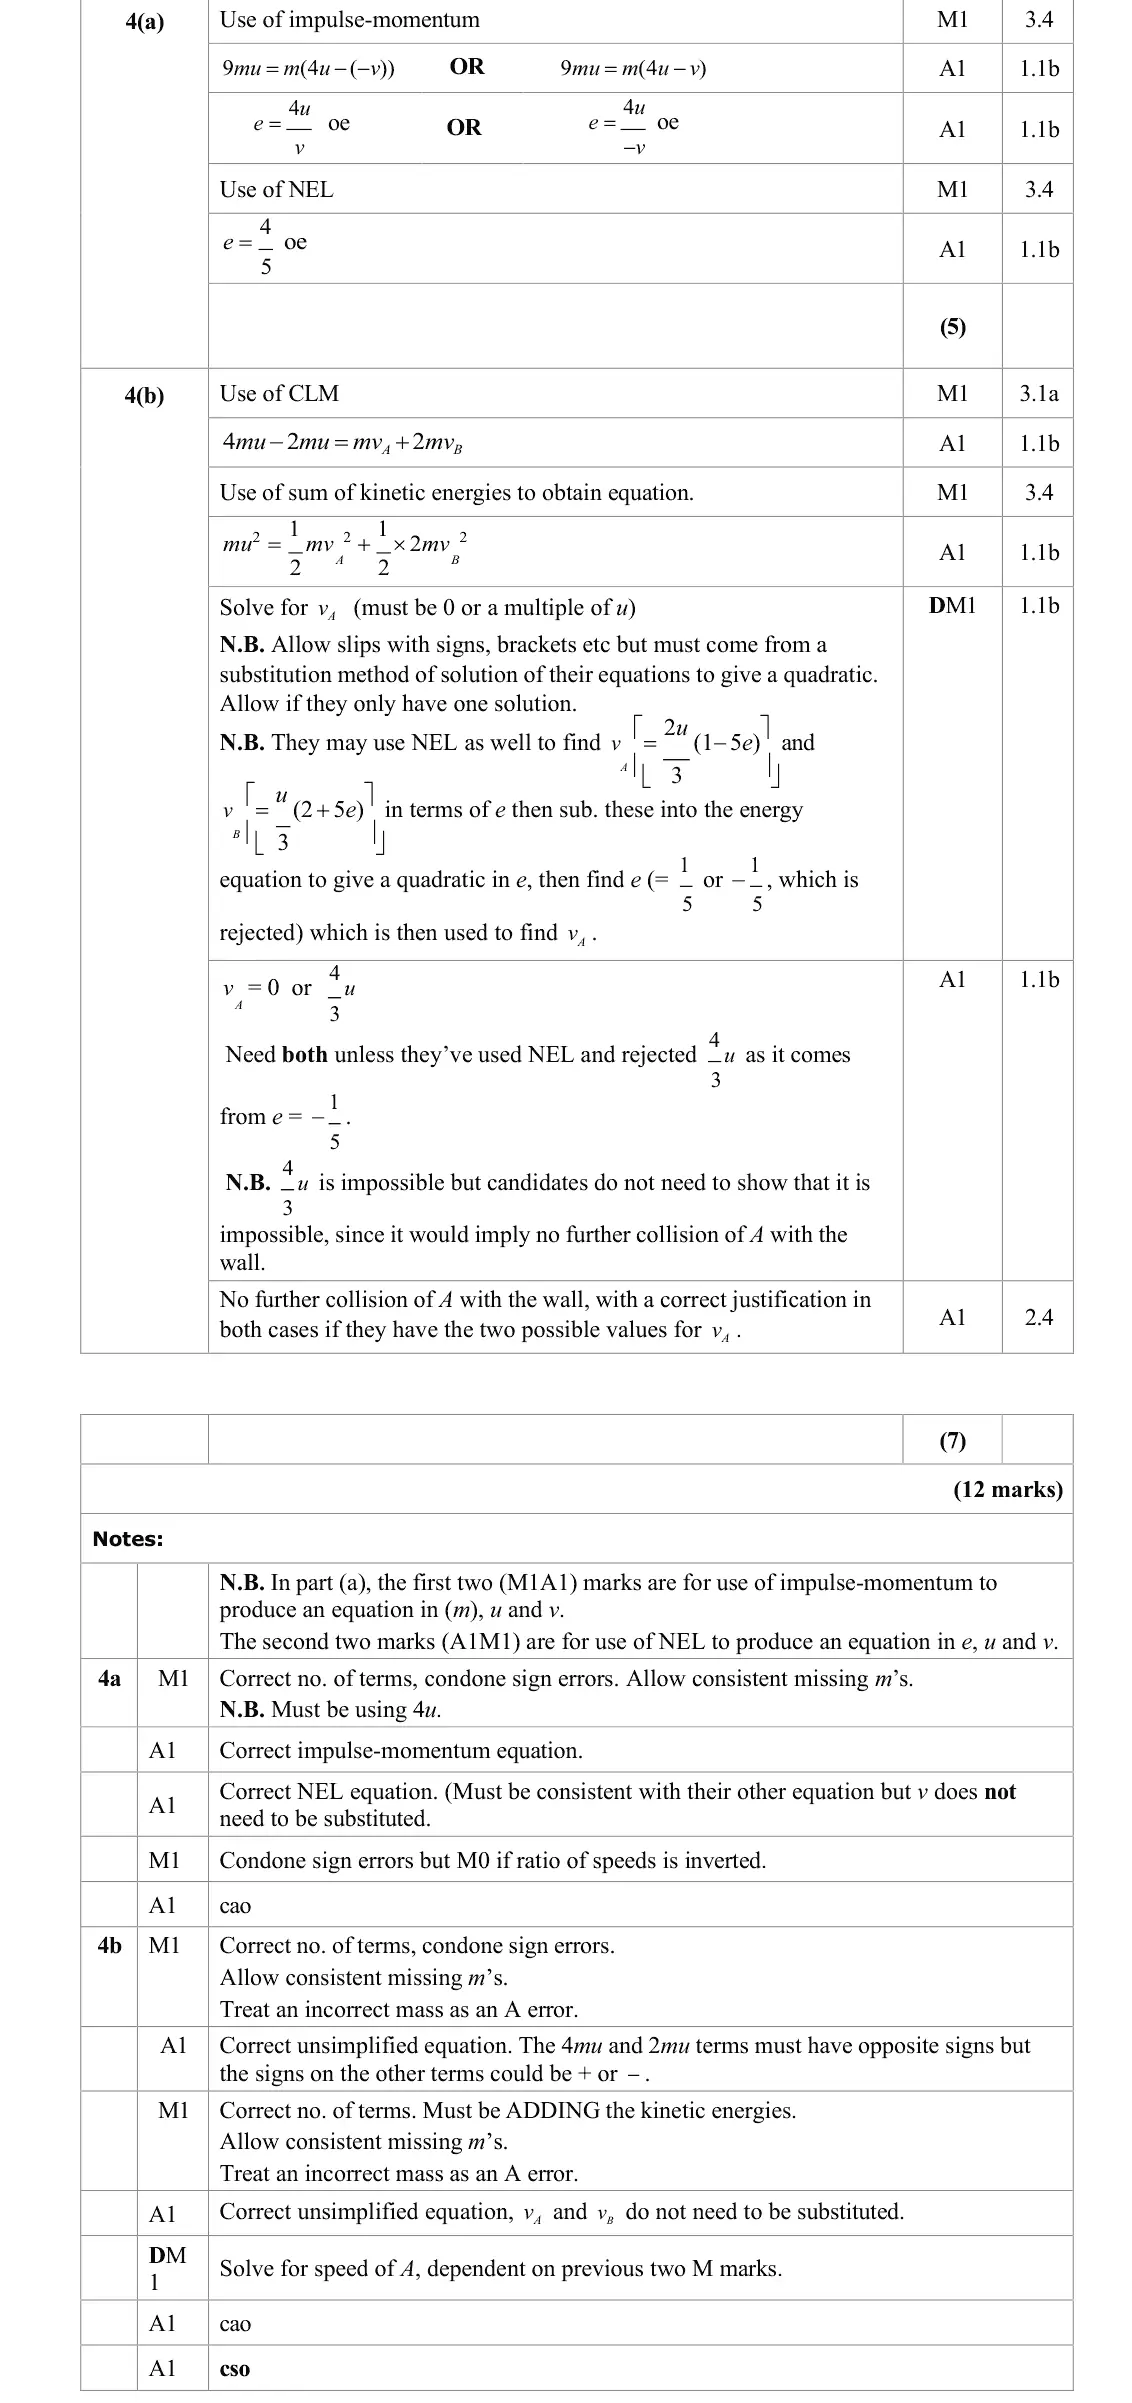 4(a) Use of impulse-momentum M1 3.4
9mu = m(4u − (−v)) OR 9mu = m(4u − v) A1 1.1b
e = 4u/v oe OR e = 4u/−v oe A1 1.1b
Use of NEL M1 3.4
e = 4/5 oe A1 1.1b
(5)
4(b) Use of CLM M1 3.1a
4mu − 2mu = mv_A + 2mv_B A1 1.1b
Use of sum of kinetic energies to obtain equation. M1 3.4
mu² = 1/2 mv_A² + 1/2 × 2mv_B² A1 1.1b
Solve for v_A (must be 0 or a multiple of u) DM1 1.1b
N.B. Allow slips with signs, brackets etc but must come from a
substitution method of solution of their equations to give a quadratic.
Allow if they only have one solution.
N.B. They may use NEL as well to find v_A [= 2u/3 (1−5e)] and
v_B [= u/3 (2+5e)] in terms of e then sub. these into the energy
equation to give a quadratic in e, then find e (= 1/5 or −1/5, which is
rejected) which is then used to find v_A .
v_A = 0 or 4/3 u A1 1.1b
Need both unless they’ve used NEL and rejected 4/3 u as it comes
from e = −1/5.
N.B. 4/3 u is impossible but candidates do not need to show that it is
impossible, since it would imply no further collision of A with the
wall.
No further collision of A with the wall, with a correct justification in
both cases if they have the two possible values for v_A . A1 2.4
(7)
(12 marks)
Notes:
N.B. In part (a), the first two (M1A1) marks are for use of impulse-momentum to
produce an equation in (m), u and v.
The second two marks (A1M1) are for use of NEL to produce an equation in e, u and v.
4a M1 Correct no. of terms, condone sign errors. Allow consistent missing m’s.
N.B. Must be using 4u.
A1 Correct impulse-momentum equation.
A1 Correct NEL equation. (Must be consistent with their other equation but v does not
need to be substituted.
M1 Condone sign errors but M0 if ratio of speeds is inverted.
A1 cao
4b M1 Correct no. of terms, condone sign errors.
Allow consistent missing m’s.
Treat an incorrect mass as an A error.
A1 Correct unsimplified equation. The 4mu and 2mu terms must have opposite signs but
the signs on the other terms could be + or − .
M1 Correct no. of terms. Must be ADDING the kinetic energies.
Allow consistent missing m’s.
Treat an incorrect mass as an A error.
A1 Correct unsimplified equation, v_A and v_B do not need to be substituted.
DM
1 Solve for speed of A, dependent on previous two M marks.
A1 cao
A1 cso